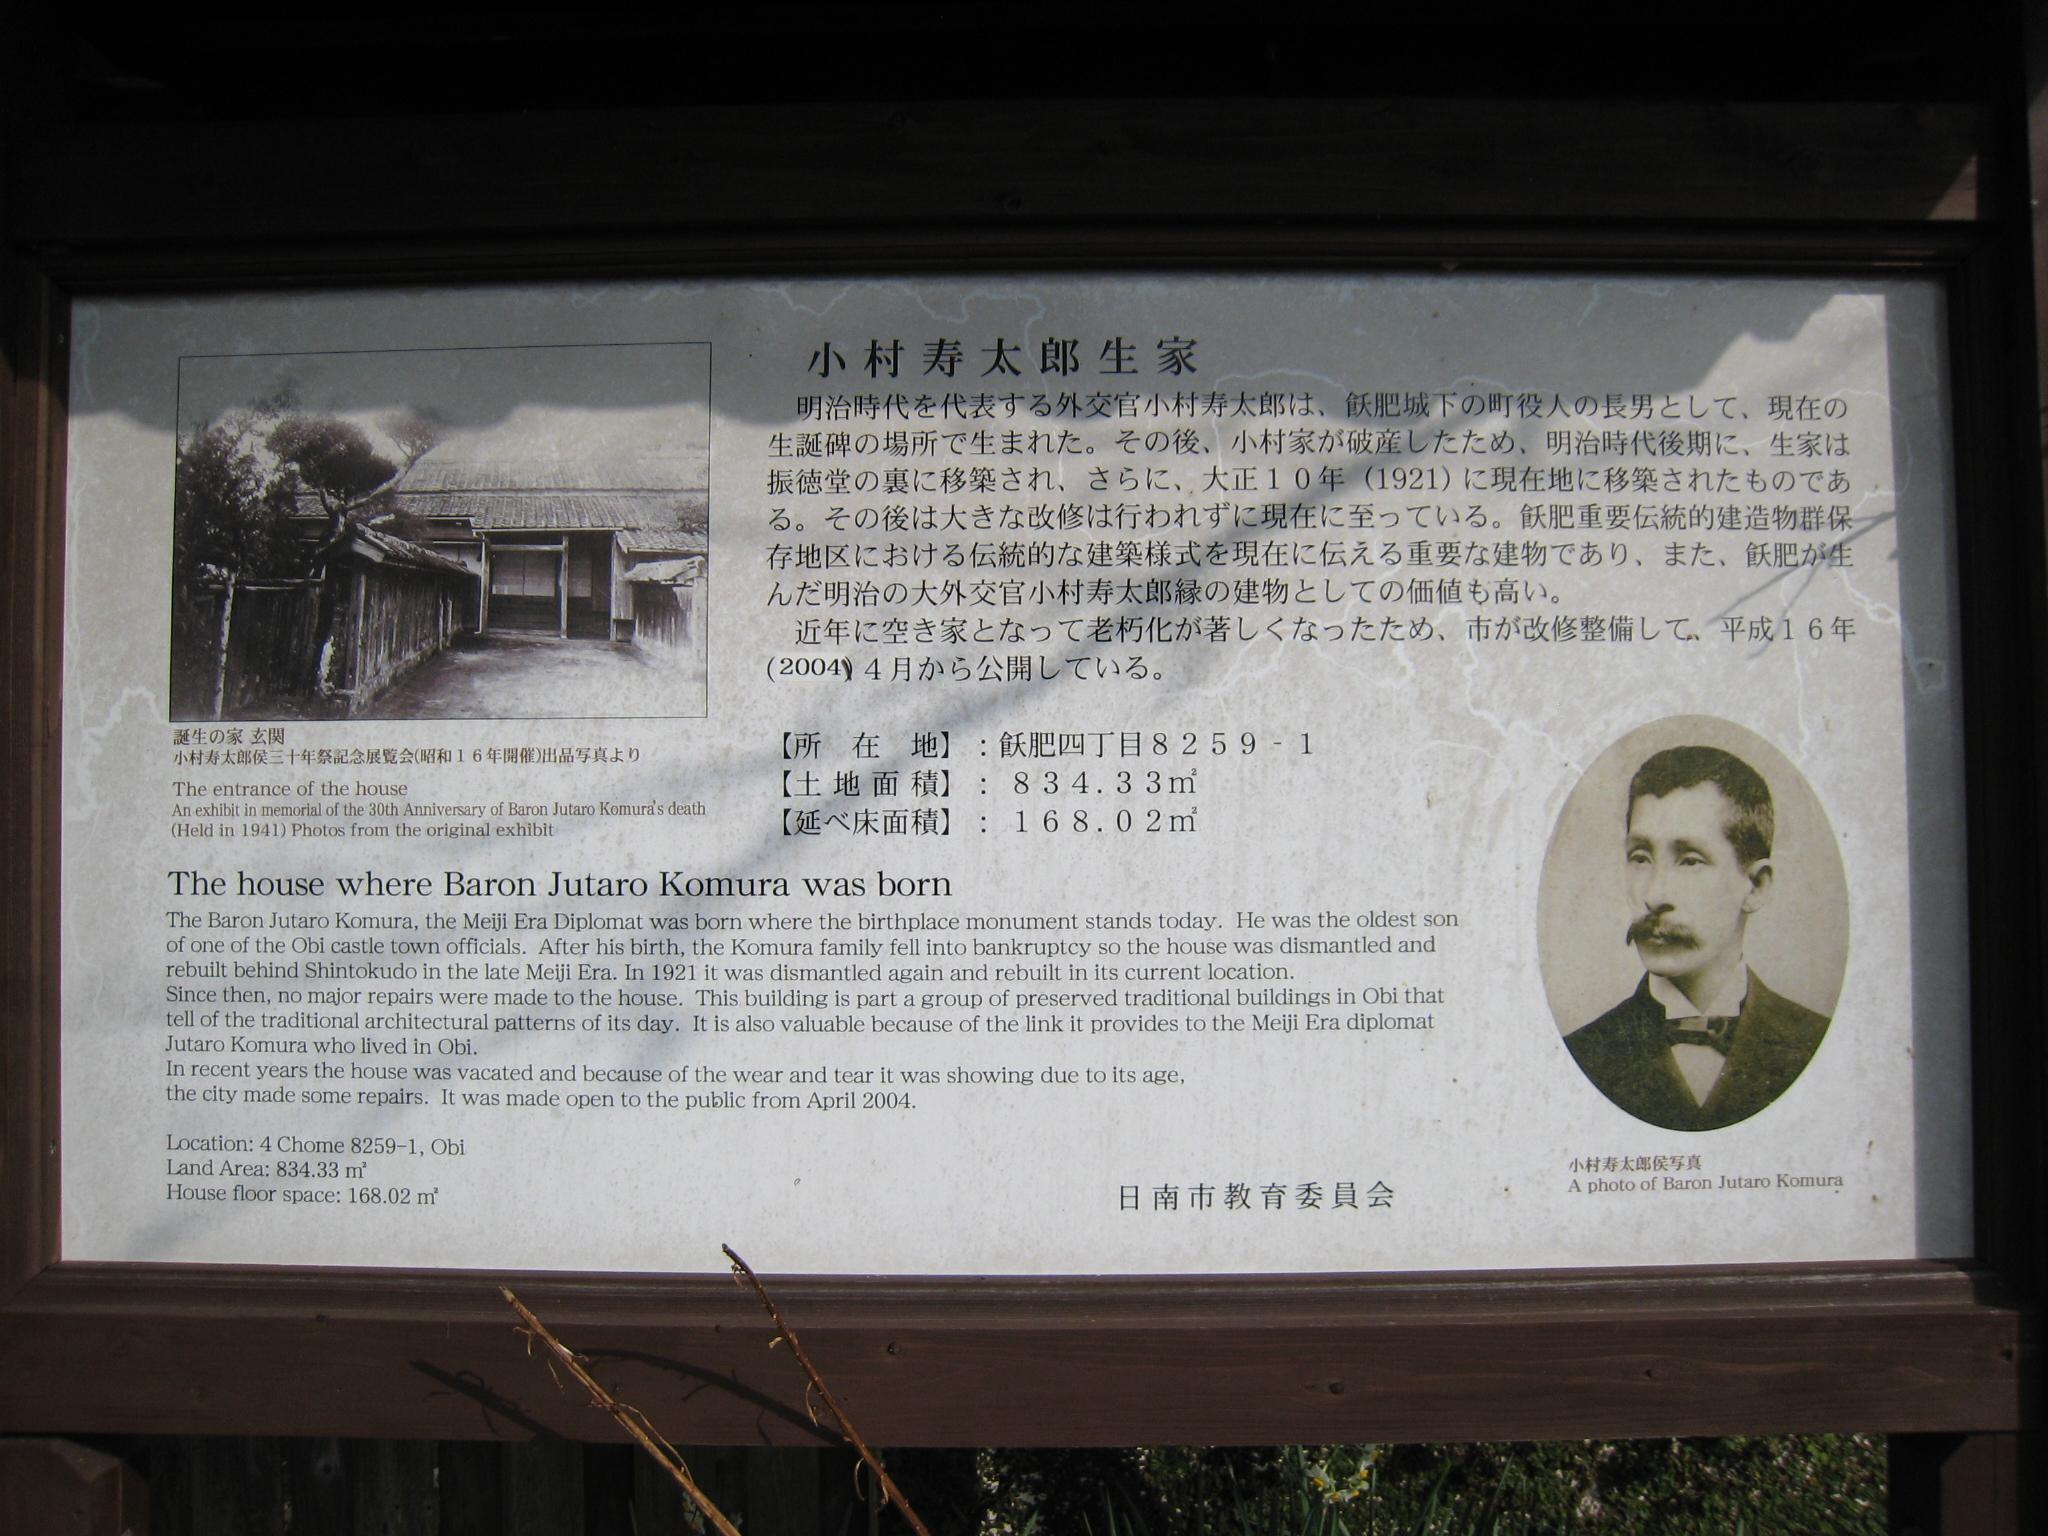 小村寿太郎生家
明治時代を代表する外交官小村寿太郎は、飫肥城下の町役人の長男として、現在の
生誕碑の場所で生まれた。その後、小村家が破産したため、明治時代後期に、生家は
振徳堂の裏に移築され、さらに、大正１０年（1921）に現在地に移築されたものであ
る。その後は大きな改修は行われずに現在に至っている。飫肥重要伝統的建造物群保
存地区における伝統的な建築様式を現在に伝える重要な建物であり、また、飫肥が生
んだ明治の大外交官小村寿太郎縁の建物としての価値も高い。
近年に空き家となって老朽化が著しくなったため、市が改修整備して、平成１６年
(2004) ４月から公開している。
【所　在　地】：飫肥四丁目８２５９‐１
【土 地 面 積】： ８３４.３３㎡
【延べ床面積】： １６８.０２㎡
誕生の家 玄関
小村寿太郎侯三十年祭記念展覧会(昭和１６年開催)出品写真より
The entrance of the house
An exhibit in memorial of the 30th Anniversary of Baron Jutaro Komura's death
(Held in 1941) Photos from the original exhibit
The house where Baron Jutaro Komura was born
The Baron Jutaro Komura, the Meiji Era Diplomat was born where the birthplace monument stands today. He was the oldest son
of one of the Obi castle town officials. After his birth, the Komura family fell into bankruptcy so the house was dismantled and
rebuilt behind Shintokudo in the late Meiji Era. In 1921 it was dismantled again and rebuilt in its current location.
Since then, no major repairs were made to the house. This building is part a group of preserved traditional buildings in Obi that
tell of the traditional architectural patterns of its day. It is also valuable because of the link it provides to the Meiji Era diplomat
Jutaro Komura who lived in Obi.
In recent years the house was vacated and because of the wear and tear it was showing due to its age,
the city made some repairs. It was made open to the public from April 2004.
Location: 4 Chome 8259-1, Obi
Land Area: 834.33 ㎡
House floor space: 168.02 ㎡
日南市教育委員会
小村寿太郎侯写真
A photo of Baron Jutaro Komura